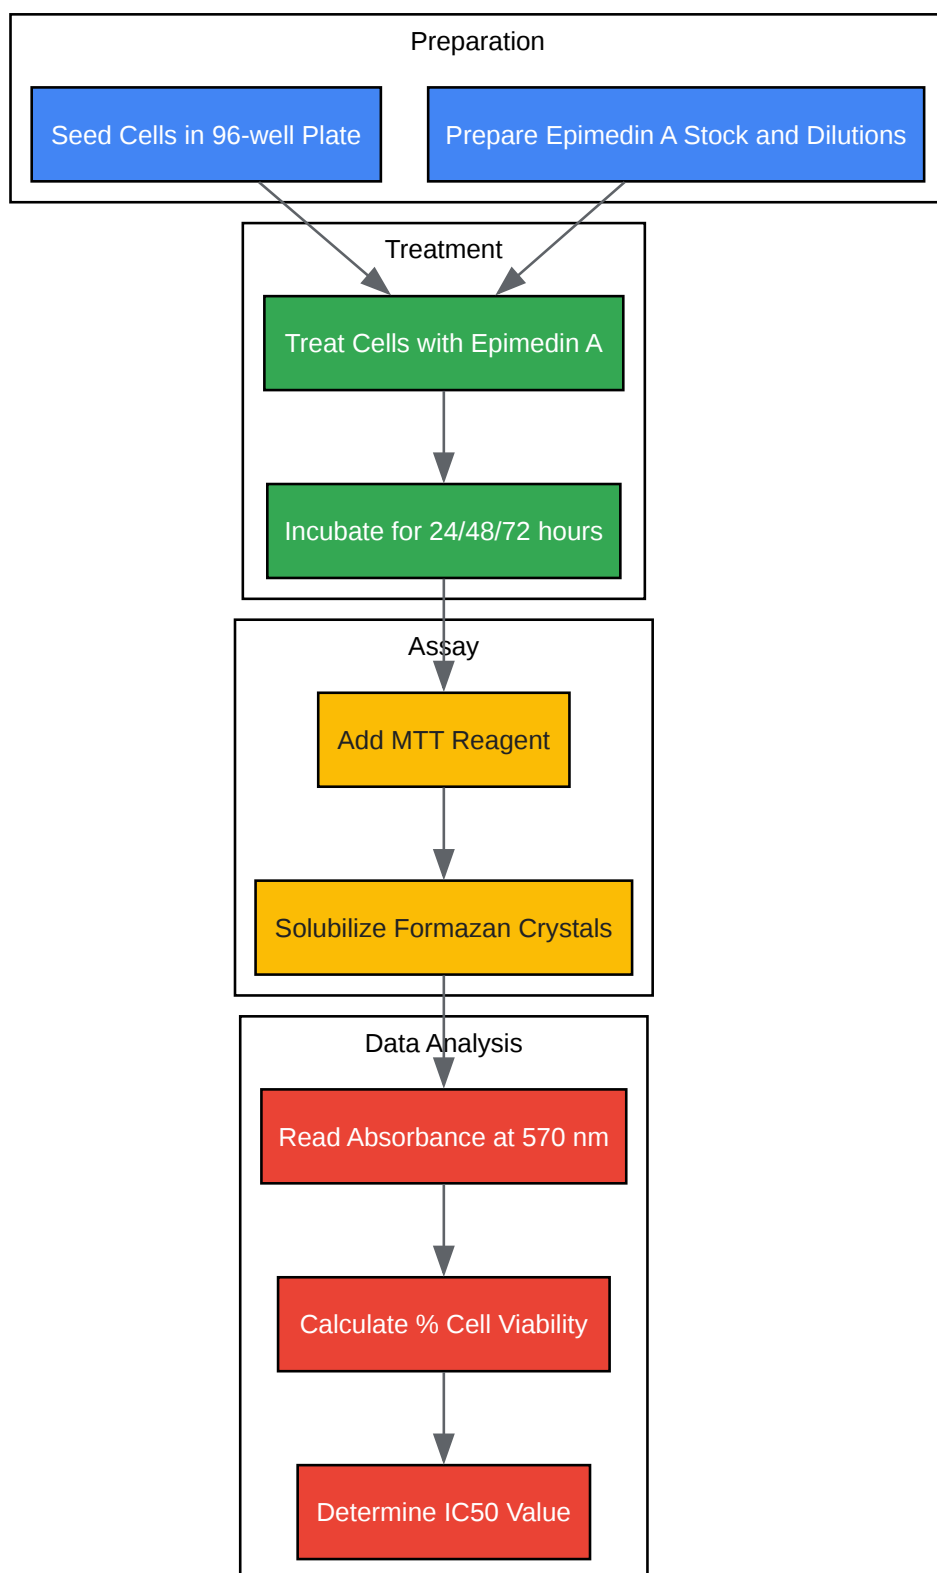 Preparation
Seed Cells in 96-well Plate
Prepare Epimedin A Stock and Dilutions
Treatment
Treat Cells with Epimedin A
Incubate for 24/48/72 hours
Assay
Add MTT Reagent
Solubilize Formazan Crystals
Data Analysis
Read Absorbance at 570 nm
Calculate % Cell Viability
Determine IC50 Value